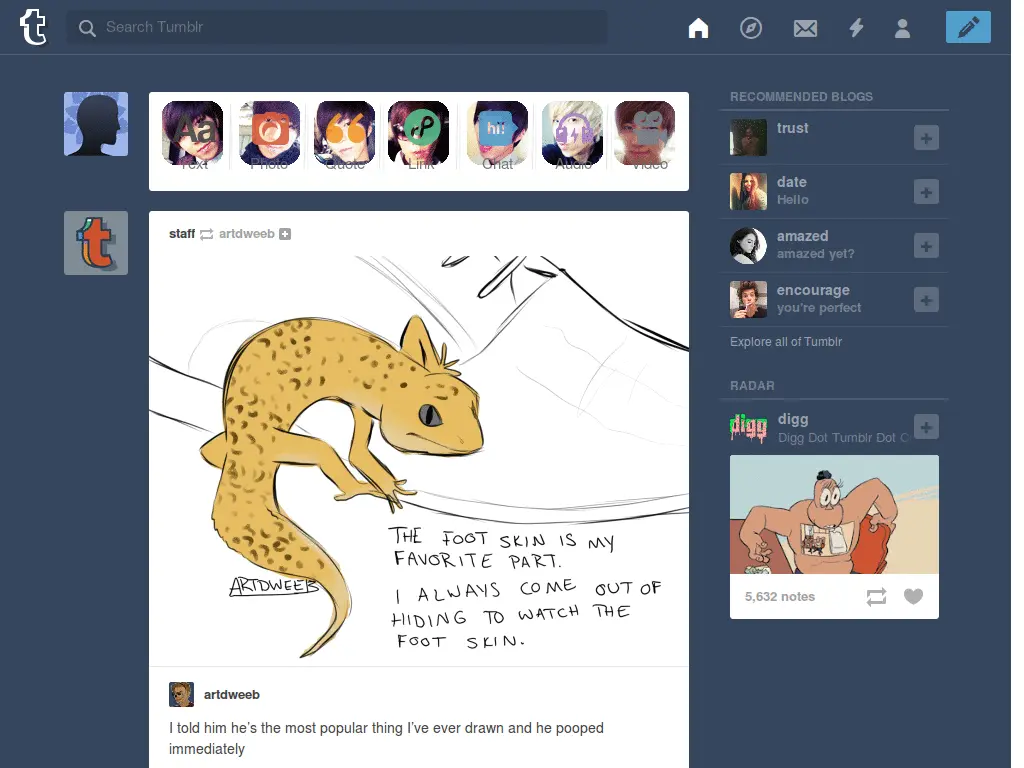 t
Search Tumblr
Aa
hi!
Text
Photo
Quote
Link
Chat
Audio
Video
staff artdweeb
THE FOOT SKIN IS MY
FAVORITE PART.
I ALWAYS COME OUT OF
HIDING TO WATCH THE
FOOT SKIN.
ARTDWEEB
artdweeb
I told him he's the most popular thing I've ever drawn and he pooped
immediately
RECOMMENDED BLOGS
trust
date
Hello
amazed
amazed yet?
encourage
you're perfect
Explore all of Tumblr
RADAR
digg
digg
Digg Dot Tumblr Dot C
5,632 notes